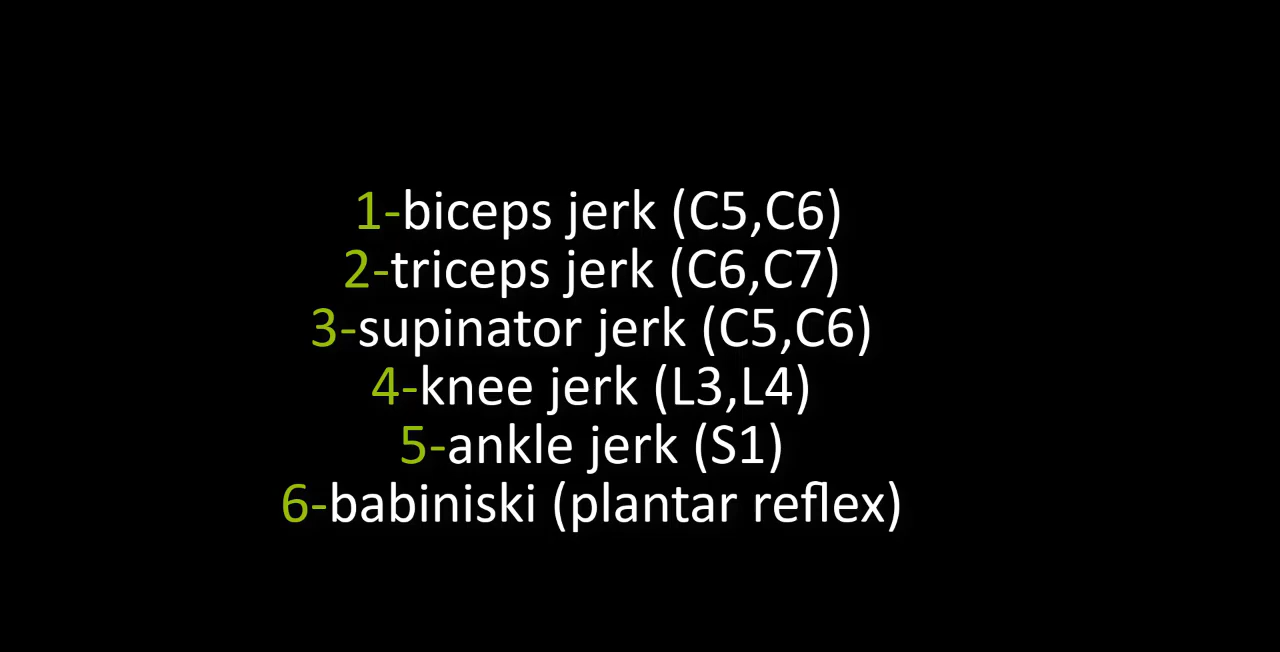 1-biceps jerk (C5,C6)
2-triceps jerk (C6,C7)
3-supinator jerk (C5,C6)
4-knee jerk (L3,L4)
5-ankle jerk (S1)
6-babiniski (plantar reflex)